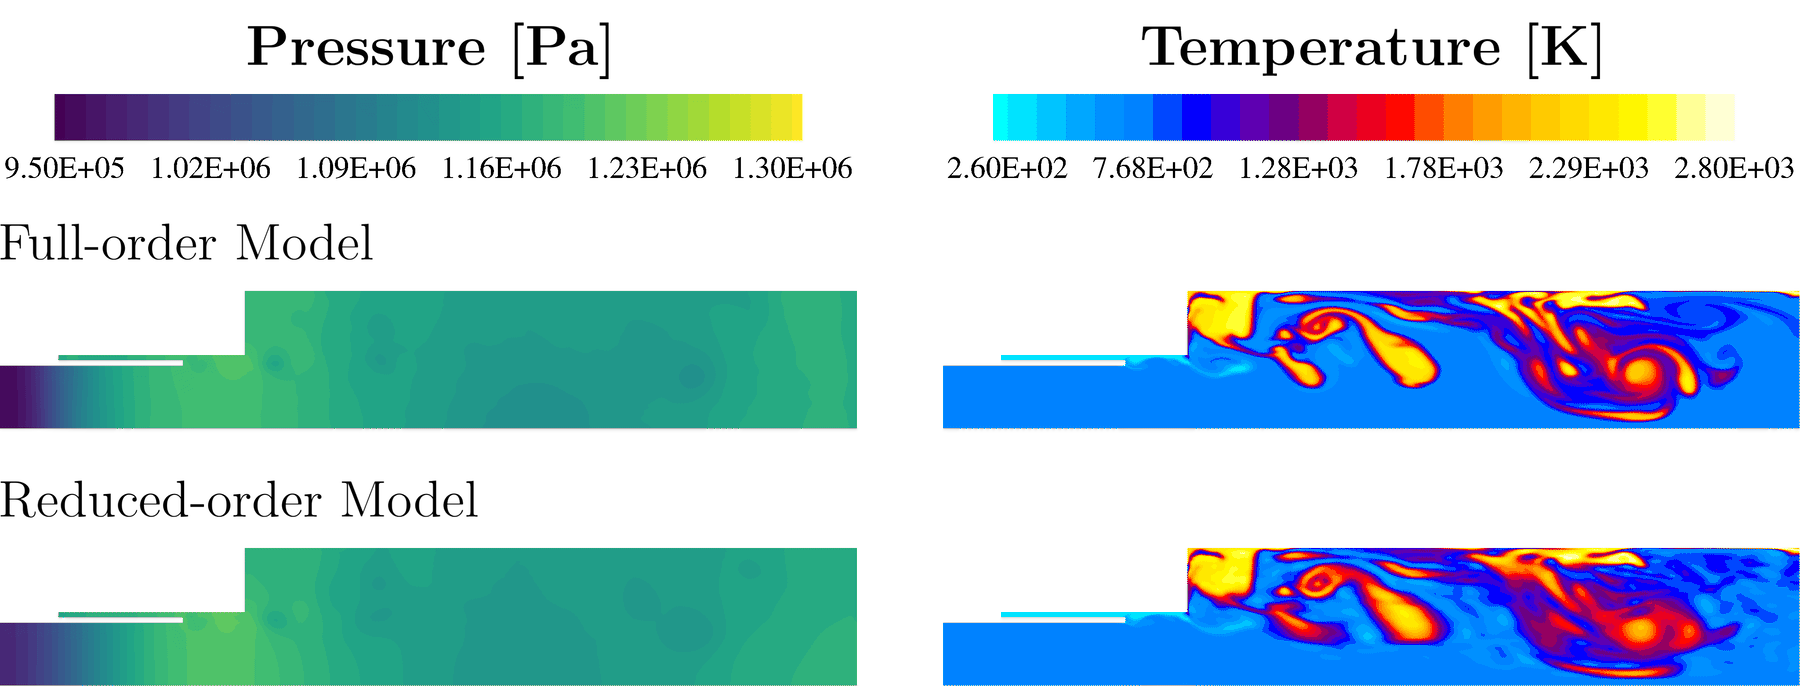 Pressure [Pa]
Temperature [K]
9.50E+05 1.02E+06 1.09E+06 1.16E+06 1.23E+06 1.30E+06
2.60E+02 7.68E+02 1.28E+03 1.78E+03 2.29E+03 2.80E+03
Full-order Model
Reduced-order Model